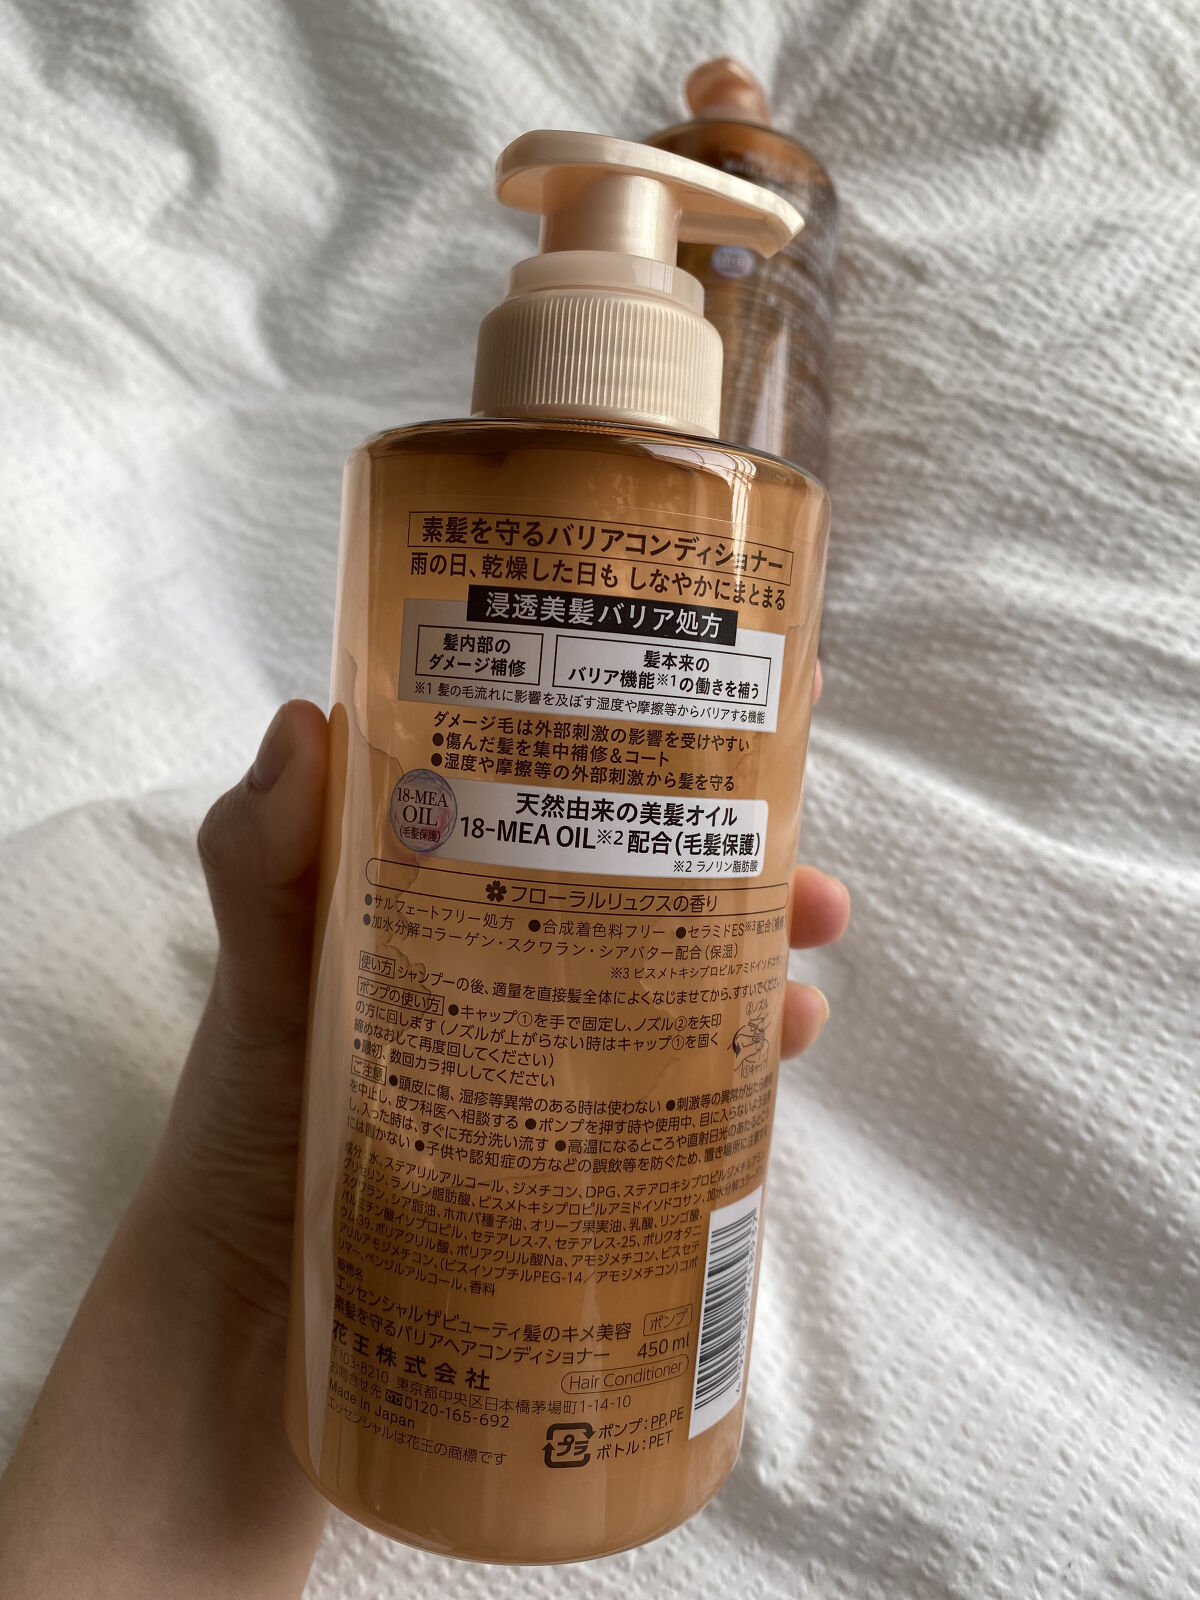 素髪を守るバリアコンディショナー
雨の日、乾燥した日も しなやかにまとまる
浸透美髪バリア処方
髪内部の
ダメージ補修
髪本来の
バリア機能※1の働きを補う
※1 髪の毛流れに影響を及ぼす湿度や摩擦等からバリアする機能
ダメージ毛は外部刺激の影響を受けやすい
●傷んだ髪を集中補修＆コート
●湿度や摩擦等の外部刺激から髪を守る
18-MEA
OIL
(毛髪保護)
天然由来の美髪オイル
18-MEA OIL※2 配合(毛髪保護)
※2 ラノリン脂肪酸
フローラルリュクスの香り
●サルフェートフリー処方 ●合成着色料フリー ●セラミドES※3配合(補修)
●加水分解コラーゲン・スクワラン・シアバター配合(保湿)
※3 ビスメトキシプロピルアミドイソドコサン
使い方 シャンプーの後、適量を直接髪全体によくなじませてから、すすいでください
ポンプの使い方 ●キャップ①を手で固定し、ノズル②を矢印
の方に回します(ノズルが上がらない時はキャップ①を固く
締めなおして再度回してください)
●最初、数回カラ押ししてください
②ノズル
①キャップ
ご注意 ●頭皮に傷、湿疹等異常のある時は使わない ●刺激等の異常が出たら使用
を中止し、皮フ科医へ相談する ●ポンプを押す時や使用中、目に入らないよう注意
し、入った時は、すぐに充分洗い流す ●高温になるところや直射日光のあたるところ
には置かない ●子供や認知症の方などの誤飲等を防ぐため、置き場所に注意する
成分：水、ステアリルアルコール、ジメチコン、DPG、ステアロキシプロピルジメチルアミン、
グリセリン、ラノリン脂肪酸、ビスメトキシプロピルアミドイソドコサン、加水分解コラーゲン、
スクワラン、シア脂油、ホホバ種子油、オリーブ果実油、乳酸、リンゴ酸、
パルミチン酸イソプロピル、セテアレス-7、セテアレス-25、ポリクオタニ
ウム-39、ポリアクリル酸、ポリアクリル酸Na、アモジメチコン、ビスセテ
アリルアモジメチコン、(ビスイソブチルPEG-14／アモジメチコン)コポ
リマー、ベンジルアルコール、香料
販売名
エッセンシャルザビューティ髪のキメ美容
素髪を守るバリアヘアコンディショナー
ポンプ
450ml
花王株式会社
Hair Conditioner
〒103-8210 東京都中央区日本橋茅場町1-14-10
お問合せ先 0120-165-692
Made in Japan
エッセンシャルは花王の商標です
プラ
ポンプ：PP,PE
ボトル：PET